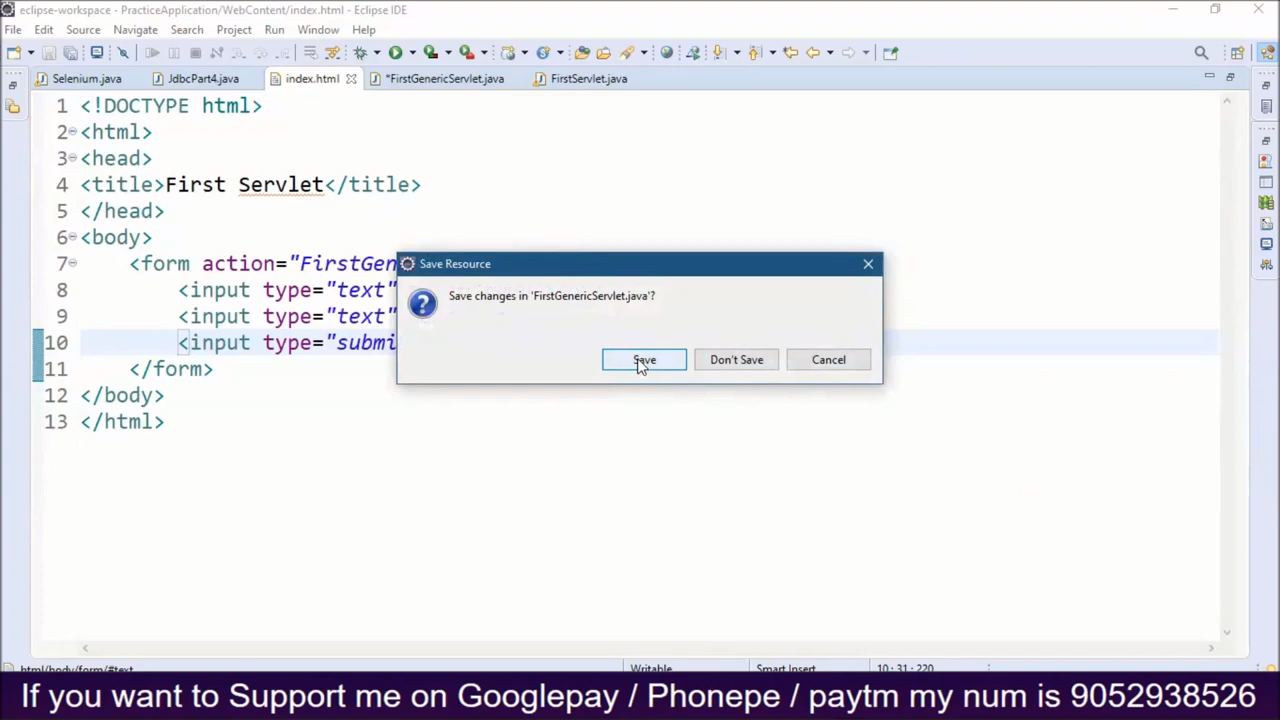 eclipse-workspace - PracticeApplication/WebContent/index.html - Eclipse IDE
File Edit Source Navigate Search Project Run Window Help
Selenium.java JdbcPart4.java index.html *FirstGenericServlet.java FirstServlet.java
1 <!DOCTYPE html>
2 <html>
3 <head>
4 <title>First Servlet</title>
5 </head>
6 <body>
7 <form action="FirstGen
8 <input type="text"
9 <input type="text"
10 <input type="submi
11 </form>
12 </body>
13 </html>
Save Resource
Save changes in 'FirstGenericServlet.java'?
Save Don't Save Cancel
html/body/form/#text Writable Smart Insert 10 : 31 : 220
If you want to Support me on Googlepay / Phonepe / paytm my num is 9052938526